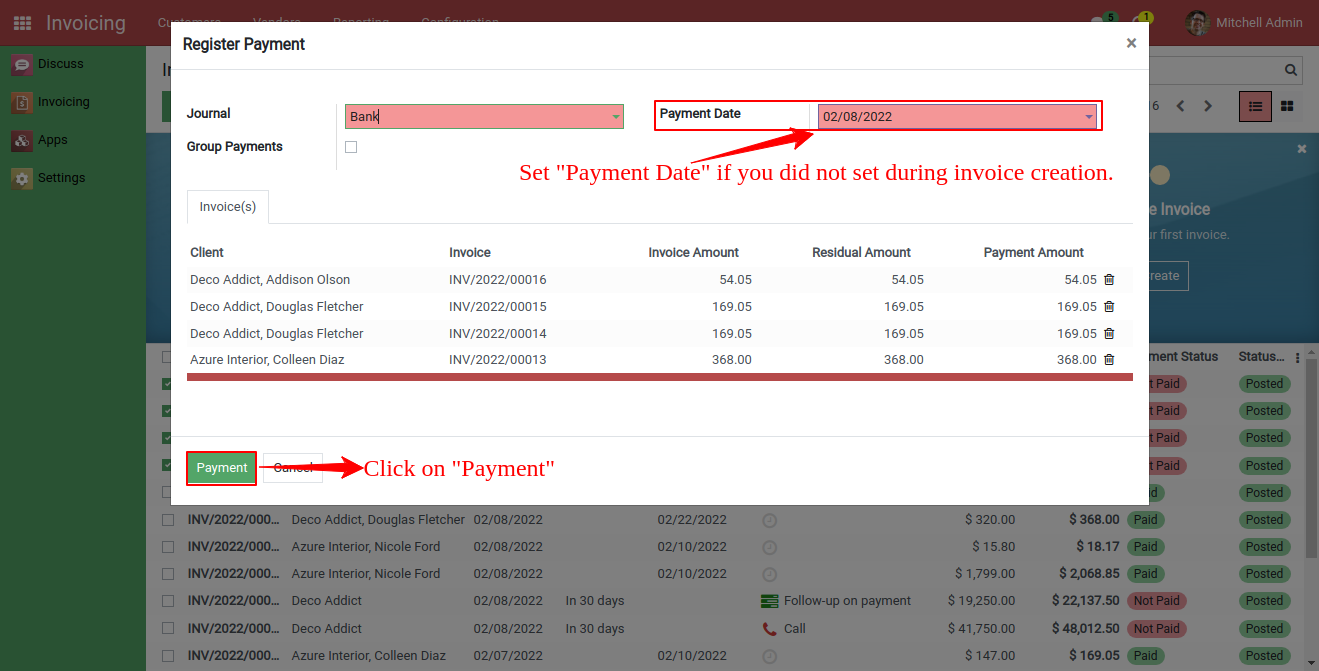 Invoicing Customers Vendors Reporting Configuration 5 1 Mitchell Admin
Register Payment ×
Discuss
Invoicing
Apps
Settings
Journal Bank Payment Date 02/08/2022
Group Payments
Set "Payment Date" if you did not set during invoice creation.
Invoice(s)
Client Invoice Invoice Amount Residual Amount Payment Amount
Deco Addict, Addison Olson INV/2022/00016 54.05 54.05 54.05
Deco Addict, Douglas Fletcher INV/2022/00015 169.05 169.05 169.05
Deco Addict, Douglas Fletcher INV/2022/00014 169.05 169.05 169.05
Azure Interior, Colleen Diaz INV/2022/00013 368.00 368.00 368.00
Payment Cancel Click on "Payment"
6
e Invoice
r first invoice.
reate
ment Status Status...
t Paid Posted
t Paid Posted
t Paid Posted
t Paid Posted
id Posted
INV/2022/000... Deco Addict, Douglas Fletcher 02/08/2022 02/22/2022 $ 320.00 $ 368.00 Paid Posted
INV/2022/000... Azure Interior, Nicole Ford 02/08/2022 02/10/2022 $ 15.80 $ 18.17 Paid Posted
INV/2022/000... Azure Interior, Nicole Ford 02/08/2022 02/10/2022 $ 1,799.00 $ 2,068.85 Paid Posted
INV/2022/000... Deco Addict 02/08/2022 In 30 days Follow-up on payment $ 19,250.00 $ 22,137.50 Not Paid Posted
INV/2022/000... Deco Addict 02/08/2022 In 30 days Call $ 41,750.00 $ 48,012.50 Not Paid Posted
INV/2022/000... Azure Interior, Colleen Diaz 02/07/2022 02/10/2022 $ 147.00 $ 169.05 Paid Posted